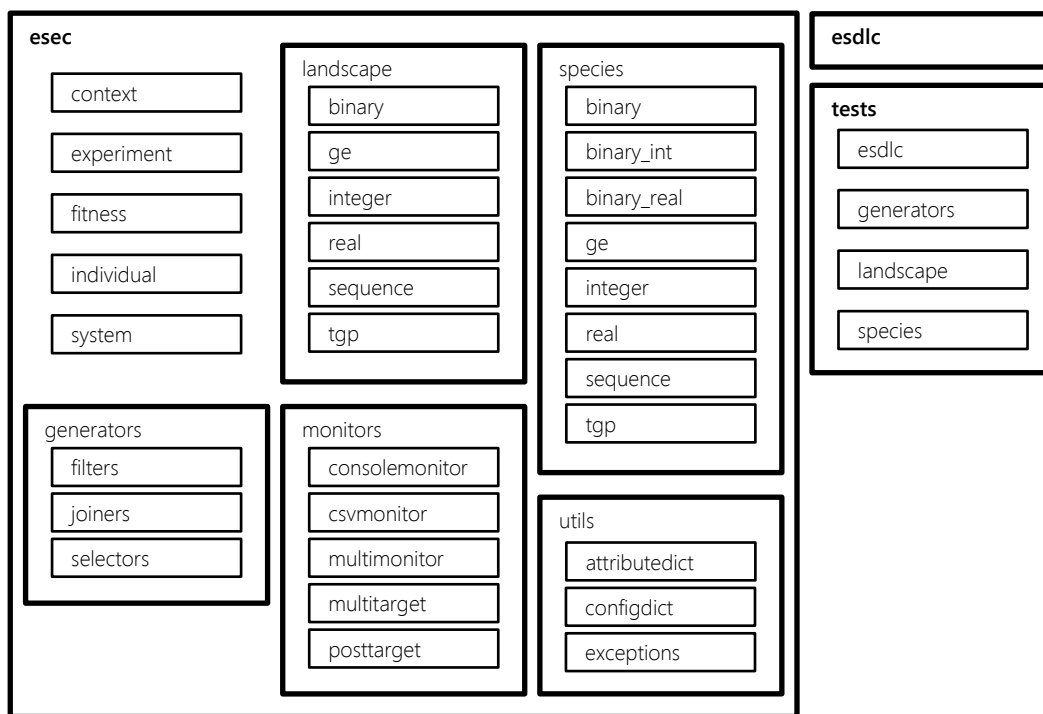 esec
context
experiment
fitness
individual
system
generators
filters
joiners
selectors
landscape
binary
ge
integer
real
sequence
tgp
monitors
consolemonitor
csvmonitor
multimonitor
multitarget
posttarget
species
binary
binary_int
binary_real
ge
integer
real
sequence
tgp
utils
attributedict
configdict
exceptions
esdlc
tests
esdlc
generators
landscape
species